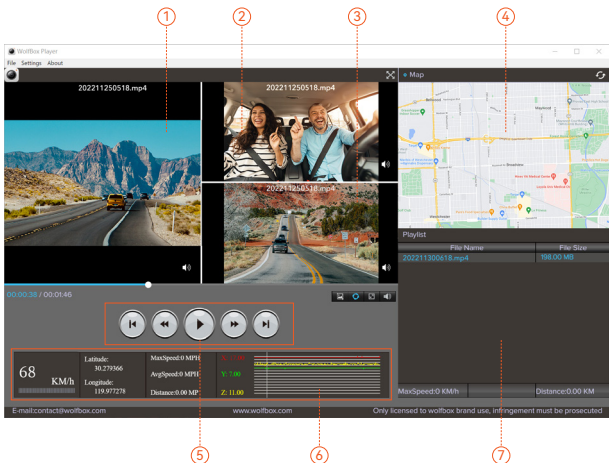 1 2 3 4
WolfBox Player
File Settings About
202211250518.mp4
202211250518.mp4
202211250518.mp4
Map
Maywood
Broadview
Westchester
Playlist
File Name File Size
202211300618.mp4 198.00 MB
00:00:38 / 00:01:46
68 KM/h
Latitude:
30.279366
Longitude:
119.977278
MaxSpeed:0 MPH
AvgSpeed:0 MPH
Distance:0.00 MP
Y: 7.00
Z: 11.00
MaxSpeed:0 KM/h Distance:0.00 KM
E-mail:contact@wolfbox.com www.wolfbox.com Only licensed to wolfbox brand use, infringement must be prosecuted
5 6 7